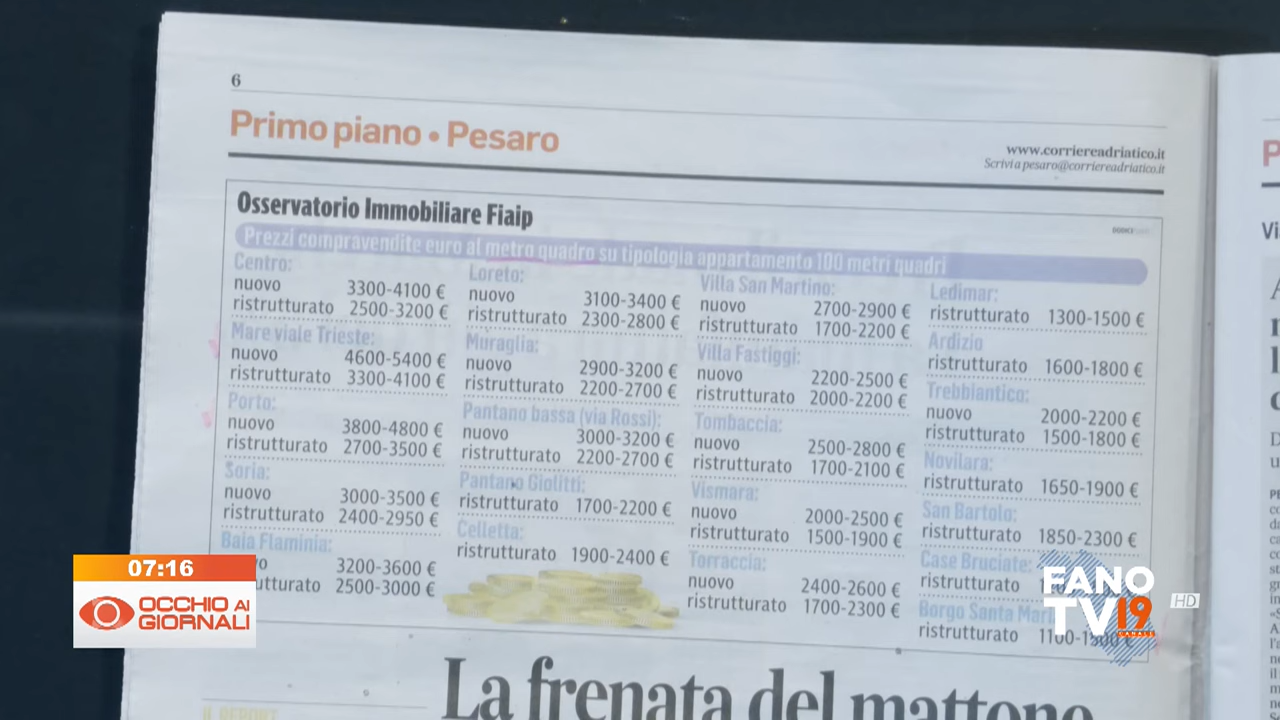 6
Primo piano • Pesaro
www.corriereadriatico.it
Scrivi a pesaro@corriereadriatico.it
Osservatorio Immobiliare Fiaip
Prezzi compravendite euro al metro quadro su tipologia appartamento 100 metri quadri
Centro:
nuovo 3300-4100 €
ristrutturato 2500-3200 €
Mare viale Trieste:
nuovo 4600-5400 €
ristrutturato 3300-4100 €
Porto:
nuovo 3800-4800 €
ristrutturato 2700-3500 €
Soria:
nuovo 3000-3500 €
ristrutturato 2400-2950 €
Baia Flaminia:
3200-3600 €
2500-3000 €
Loreto:
nuovo 3100-3400 €
ristrutturato 2300-2800 €
Muraglia:
nuovo 2900-3200 €
ristrutturato 2200-2700 €
Pantano bassa (via Rossi):
nuovo 3000-3200 €
ristrutturato 2200-2700 €
Pantano Giolitti:
ristrutturato 1700-2200 €
Celletta:
ristrutturato 1900-2400 €
Villa San Martino:
nuovo 2700-2900 €
ristrutturato 1700-2200 €
Villa Fastiggi:
nuovo 2200-2500 €
ristrutturato 2000-2200 €
Tombaccia:
nuovo 2500-2800 €
ristrutturato 1700-2100 €
Vismara:
nuovo 2000-2500 €
ristrutturato 1500-1900 €
Torraccia:
nuovo 2400-2600 €
ristrutturato 1700-2300 €
Ledimar:
ristrutturato 1300-1500 €
Ardizio
ristrutturato 1600-1800 €
Trebbiantico:
nuovo 2000-2200 €
ristrutturato 1500-1800 €
Novilara:
ristrutturato 1650-1900 €
San Bartolo:
ristrutturato 1850-2300 €
Case Bruciate:
ristrutturato
Borgo Santa
ristrutturato
La frenata del mattone
IL REPORT
07:16
OCCHIO AI
GIORNALI
FANO
TV 19
CANALE
HD